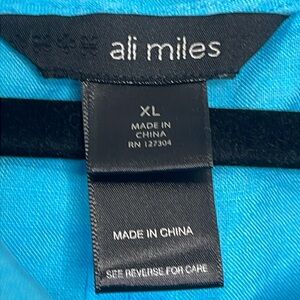 ali miles
XL
MADE IN
CHINA
RN 127304
MADE IN CHINA
SEE REVERSE FOR CARE